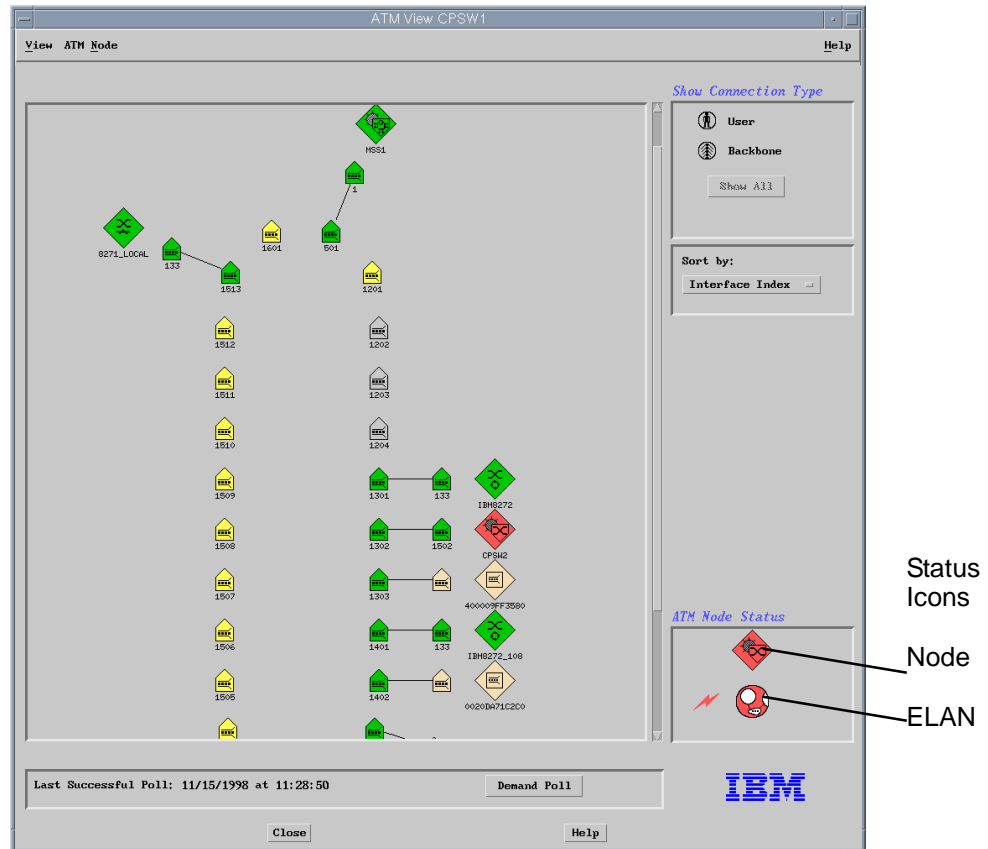 ATM View CPSW1
View ATM Node Help
Show Connection Type
User
Backbone
Show All
Sort by:
Interface Index
MSS1
1
8271_LOCAL
133
1513
1601
501
1201
1512
1202
1511
1203
1510
1204
1509
1301
133
IBM8272
1508
1302
1502
CPSW2
1507
1303
400009FF3580
1506
1401
133
IBM8272_108
1505
1402
0020DA71C2C0
ATM Node Status
Status
Icons
Node
ELAN
Last Successful Poll: 11/15/1998 at 11:28:50
Demand Poll
IBM
Close
Help